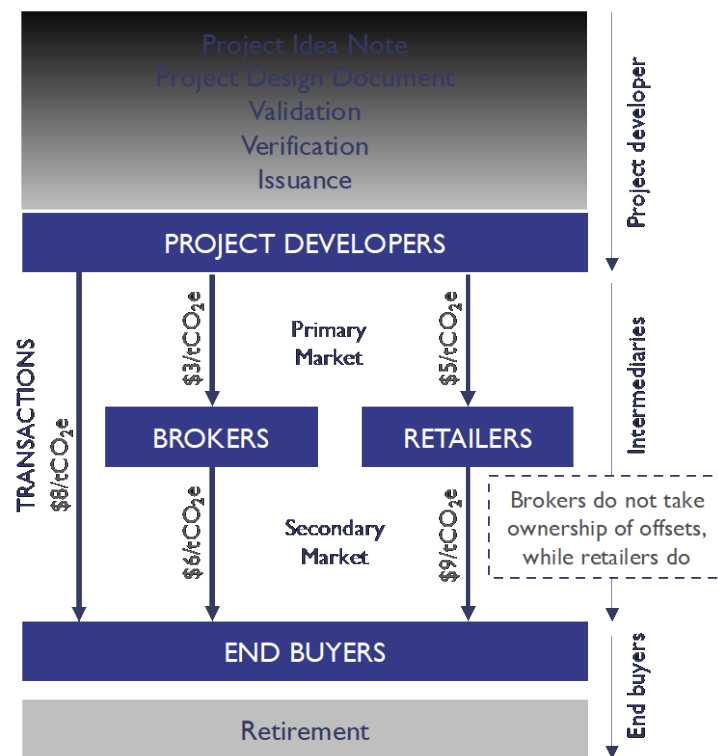 Project Idea Note
Project Design Document
Validation
Verification
Issuance
Project developer
PROJECT DEVELOPERS
TRANSACTIONS
$8/tCO₂e
$3/tCO₂e
Primary
Market
$5/tCO₂e
Intermediaries
BROKERS
RETAILERS
$6/tCO₂e
Secondary
Market
$9/tCO₂e
Brokers do not take
ownership of offsets,
while retailers do
END BUYERS
End buyers
Retirement